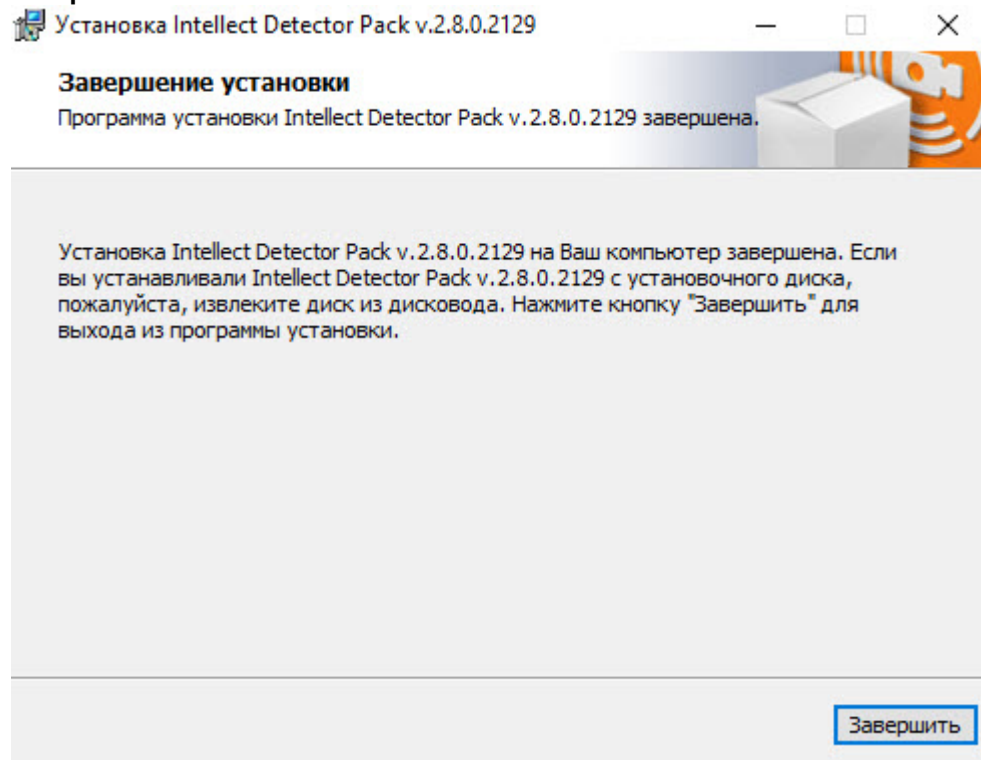 Установка Intellect Detector Pack v.2.8.0.2129
Завершение установки
Программа установки Intellect Detector Pack v.2.8.0.2129 завершена.
Установка Intellect Detector Pack v.2.8.0.2129 на Ваш компьютер завершена. Если
вы устанавливали Intellect Detector Pack v.2.8.0.2129 с установочного диска,
пожалуйста, извлеките диск из дисковода. Нажмите кнопку "Завершить" для
выхода из программы установки.
Завершить